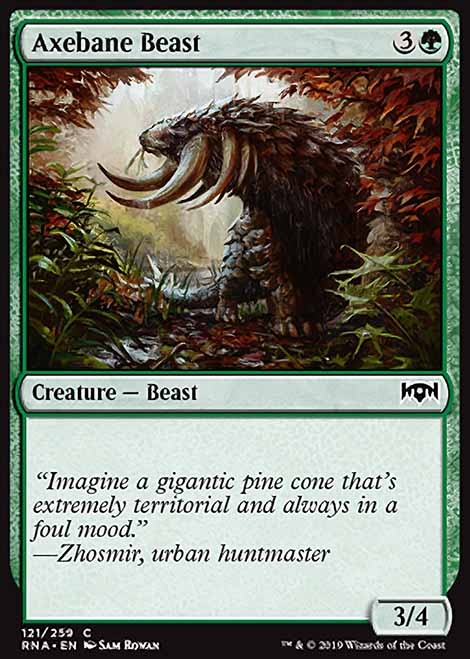 Axebane Beast 3
Creature — Beast
“Imagine a gigantic pine cone that’s
extremely territorial and always in a
foul mood.”
—Zhosmir, urban huntmaster
3/4
121/259 C
RNA • EN Sam Rowan
™ & © 2019 Wizards of the Coast